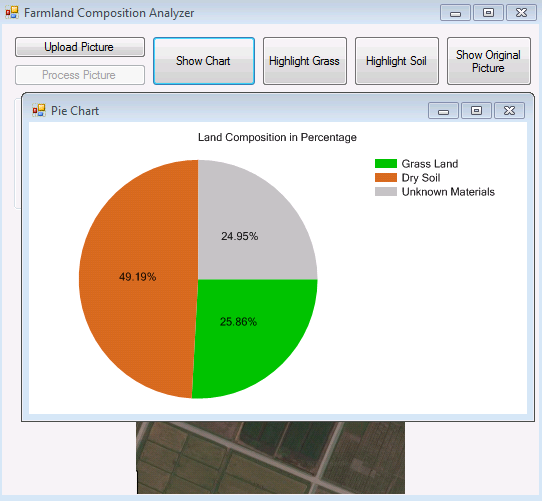 Farmland Composition Analyzer
Upload Picture
Process Picture
Show Chart
Highlight Grass
Highlight Soil
Show Original
Picture
Pie Chart
Land Composition in Percentage
Grass Land
Dry Soil
Unknown Materials
24.95%
49.19%
25.86%